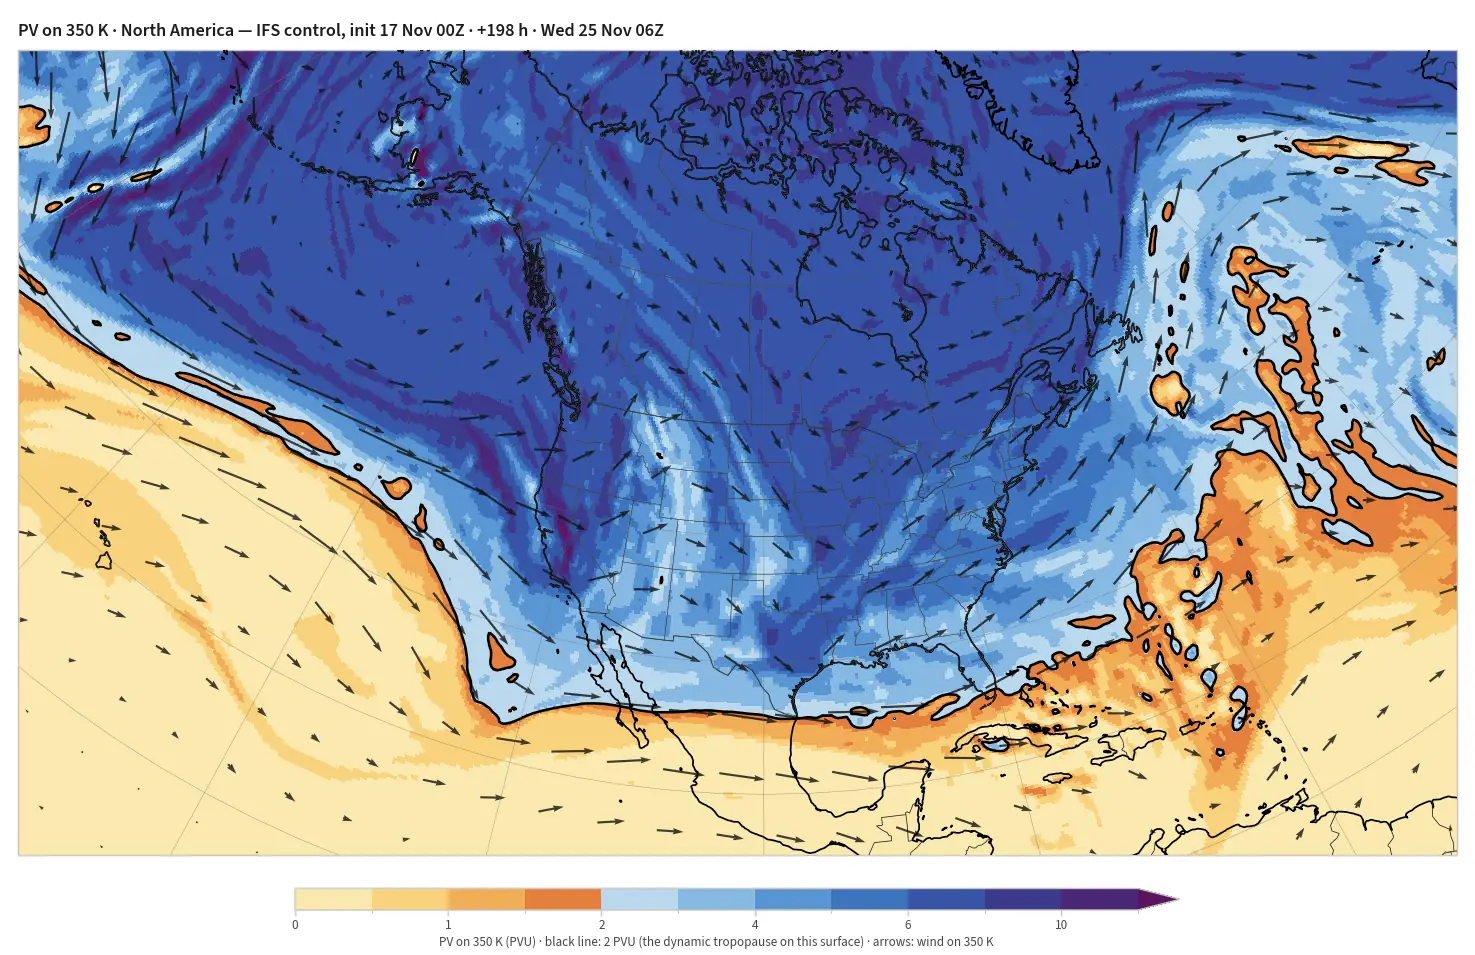 PV on 350 K · North America — IFS control, init 17 Nov 00Z · +198 h · Wed 25 Nov 06Z
0 1 2 4 6 10
PV on 350 K (PVU) · black line: 2 PVU (the dynamic tropopause on this surface) · arrows: wind on 350 K